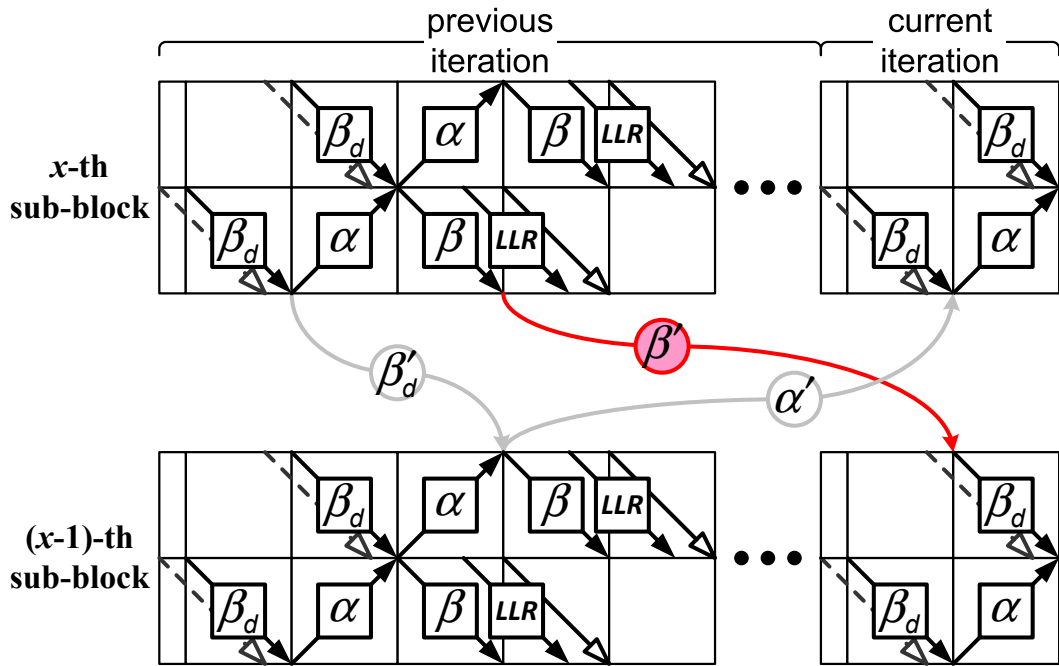 previous iteration
current iteration
x-th sub-block
β_d α β LLR β_d
β_d α β LLR β_d α
β′
β′_d
α′
(x-1)-th sub-block
β_d α β LLR β_d
β_d α β LLR β_d α